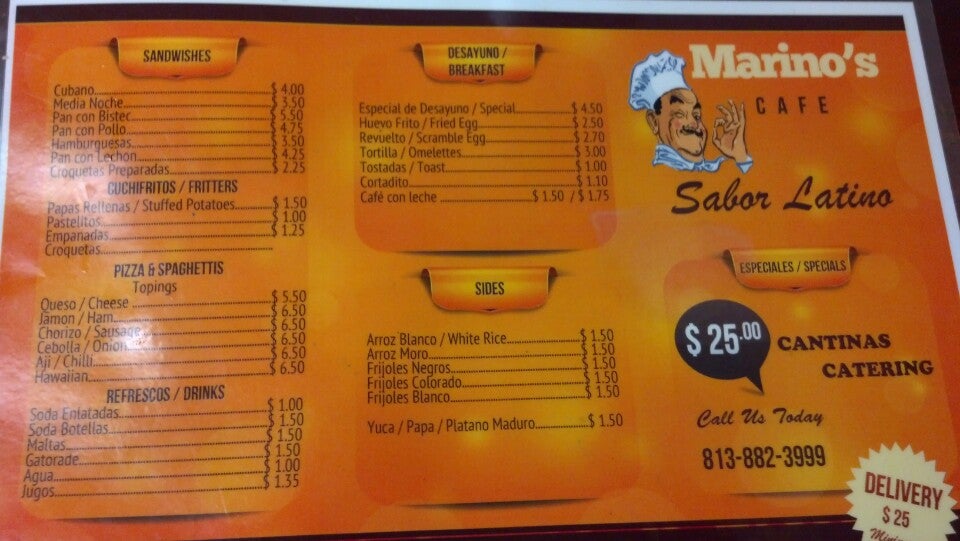 SANDWISHES
Cubano $ 4.00
Media Noche $ 3.50
Pan con Bistec $ 5.50
Pan con Pollo $ 4.75
Hamburguesas $ 3.50
Pan con Lechón $ 4.25
Croquetas Preparadas $ 2.25
CUCHIFRITOS / FRITTERS
Papas Rellenas / Stuffed Potatoes $ 1.50
Pastelitos $ 1.00
Empanadas $ 1.25
Croquetas
PIZZA & SPAGHETTIS
Topings
Queso / Cheese $ 5.50
Jamon / Ham $ 6.50
Chorizo / Sausage $ 6.50
Cebolla / Onion $ 6.50
Aji / Chilli $ 6.50
Hawaiian $ 6.50
REFRESCOS / DRINKS
Soda Enlatadas $ 1.00
Soda Botellas $ 1.50
Maltas $ 1.50
Gatorade $ 1.50
Agua $ 1.00
Jugos $ 1.35
DESAYUNO /
BREAKFAST
Especial de Desayuno / Special $ 4.50
Huevo Frito / Fried Egg $ 2.50
Revuelto / Scramble Egg $ 2.70
Tortilla / Omelettes $ 3.00
Tostadas / Toast $ 1.00
Cortadito $ 1.10
Café con leche $ 1.50 / $ 1.75
SIDES
Arroz Blanco / White Rice $ 1.50
Arroz Moro $ 1.50
Frijoles Negros $ 1.50
Frijoles Colorado $ 1.50
Frijoles Blanco $ 1.50
Yuca / Papa / Platano Maduro $ 1.50
Marino's
CAFE
Sabor Latino
ESPECIALES / SPECIALS
$ 25.00
CANTINAS
CATERING
Call Us Today
813-882-3999
DELIVERY
$ 25